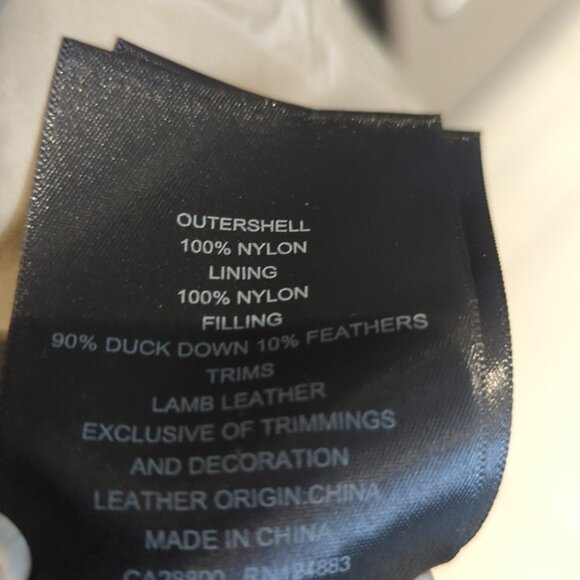 OUTERSHELL
100% NYLON
LINING
100% NYLON
FILLING
90% DUCK DOWN 10% FEATHERS
TRIMS
LAMB LEATHER
EXCLUSIVE OF TRIMMINGS
AND DECORATION
LEATHER ORIGIN:CHINA
MADE IN CHINA